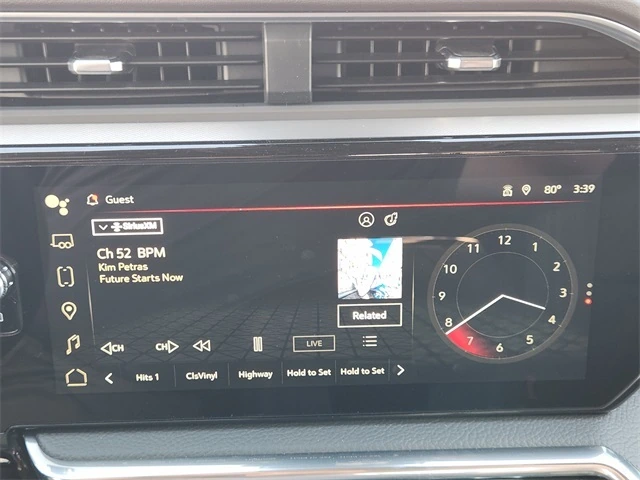 Guest
80° 3:39
SiriusXM
Ch 52 BPM
Kim Petras
Future Starts Now
Related
CH CH LIVE
Hits 1 ClsVinyl Highway Hold to Set Hold to Set
12
1
2
3
4
5
6
7
8
9
10
11